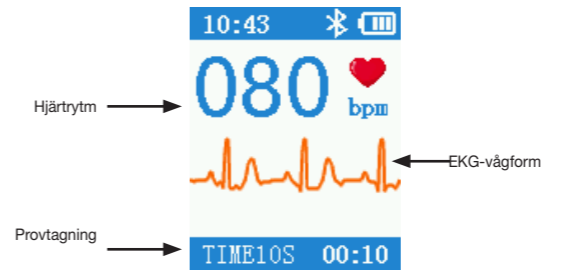 10:43
080
bpm
Hjärtrytm
EKG-vågform
Provtagning
TIME10S 00:10